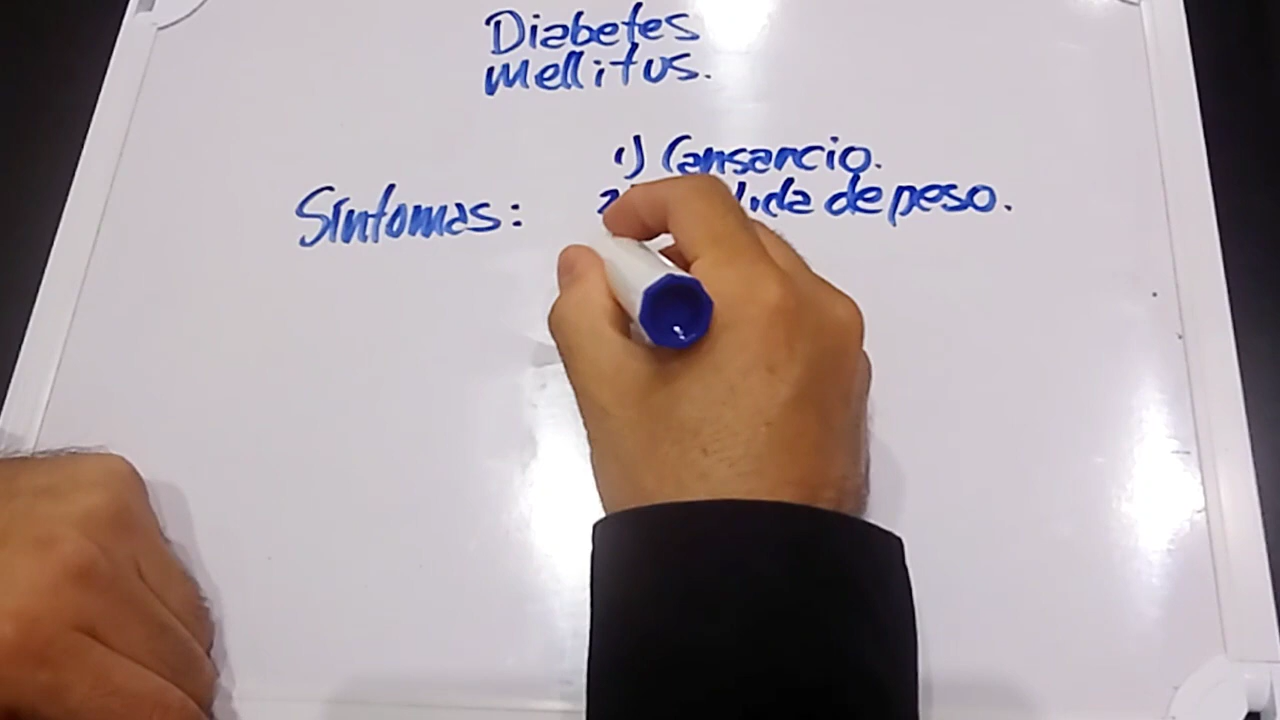 Diabetes
mellitus.
1) Cansancio.
Síntomas:
de peso.